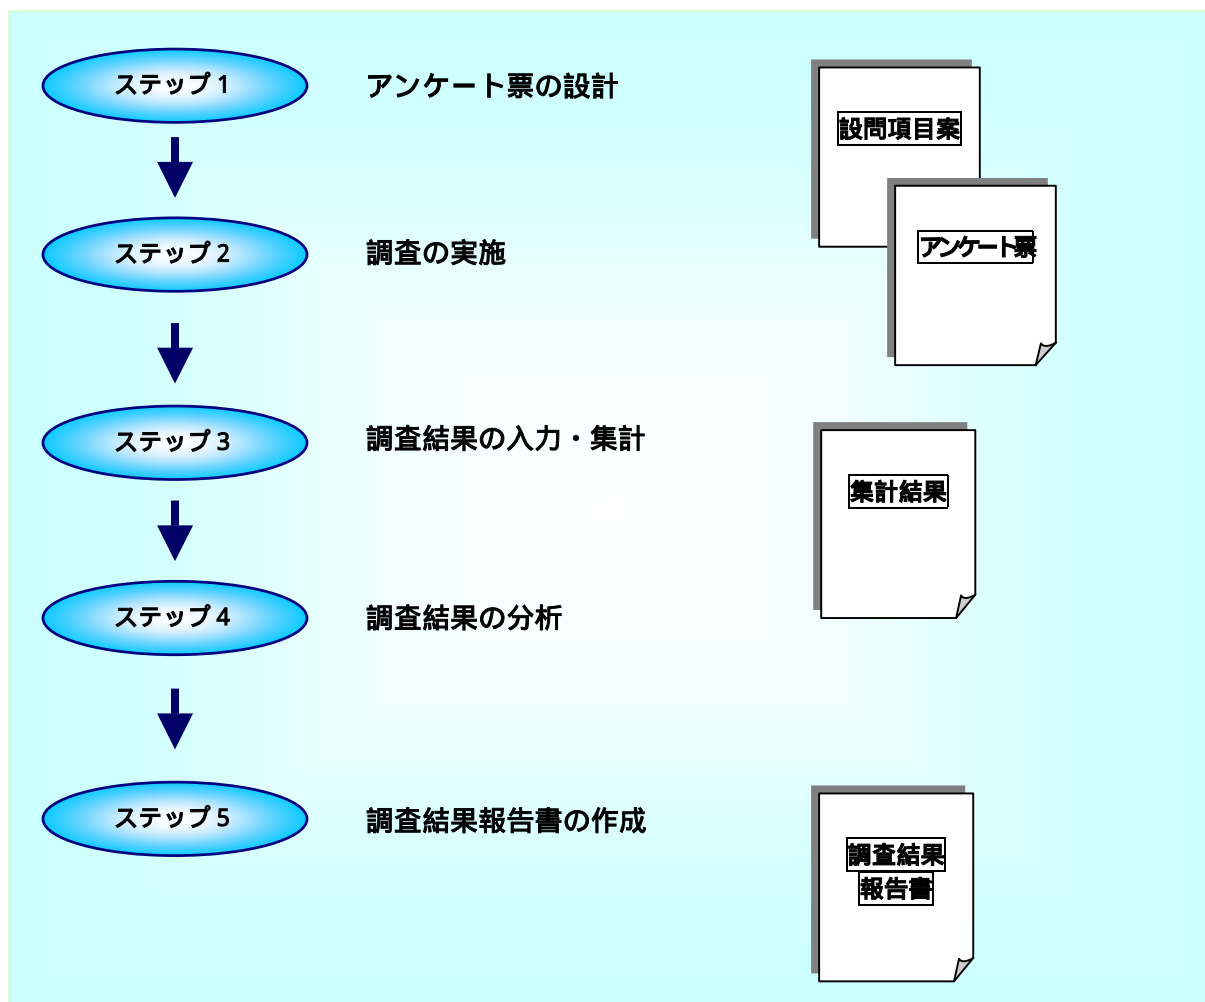 ステップ１
アンケート票の設計
設問項目案
ステップ２
調査の実施
アンケート票
ステップ３
調査結果の入力・集計
集計結果
ステップ４
調査結果の分析
ステップ５
調査結果報告書の作成
調査結果
報告書